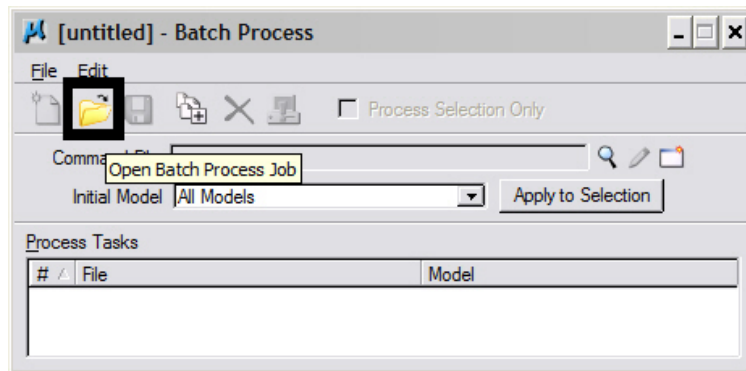 [untitled] - Batch Process
File Edit
Process Selection Only
Open Batch Process Job
Initial Model All Models Apply to Selection
Process Tasks
# File Model